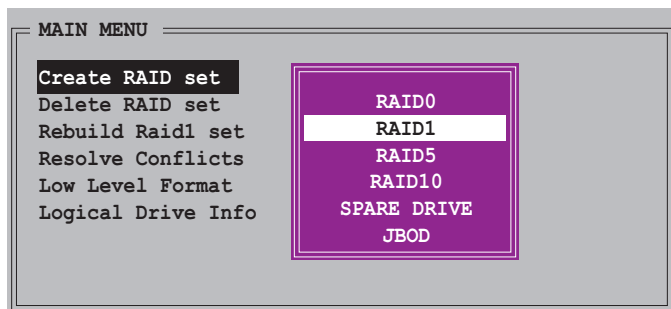 MAIN MENU
Create RAID set
Delete RAID set
Rebuild Raid1 set
Resolve Conflicts
Low Level Format
Logical Drive Info
RAID0
RAID1
RAID5
RAID10
SPARE DRIVE
JBOD